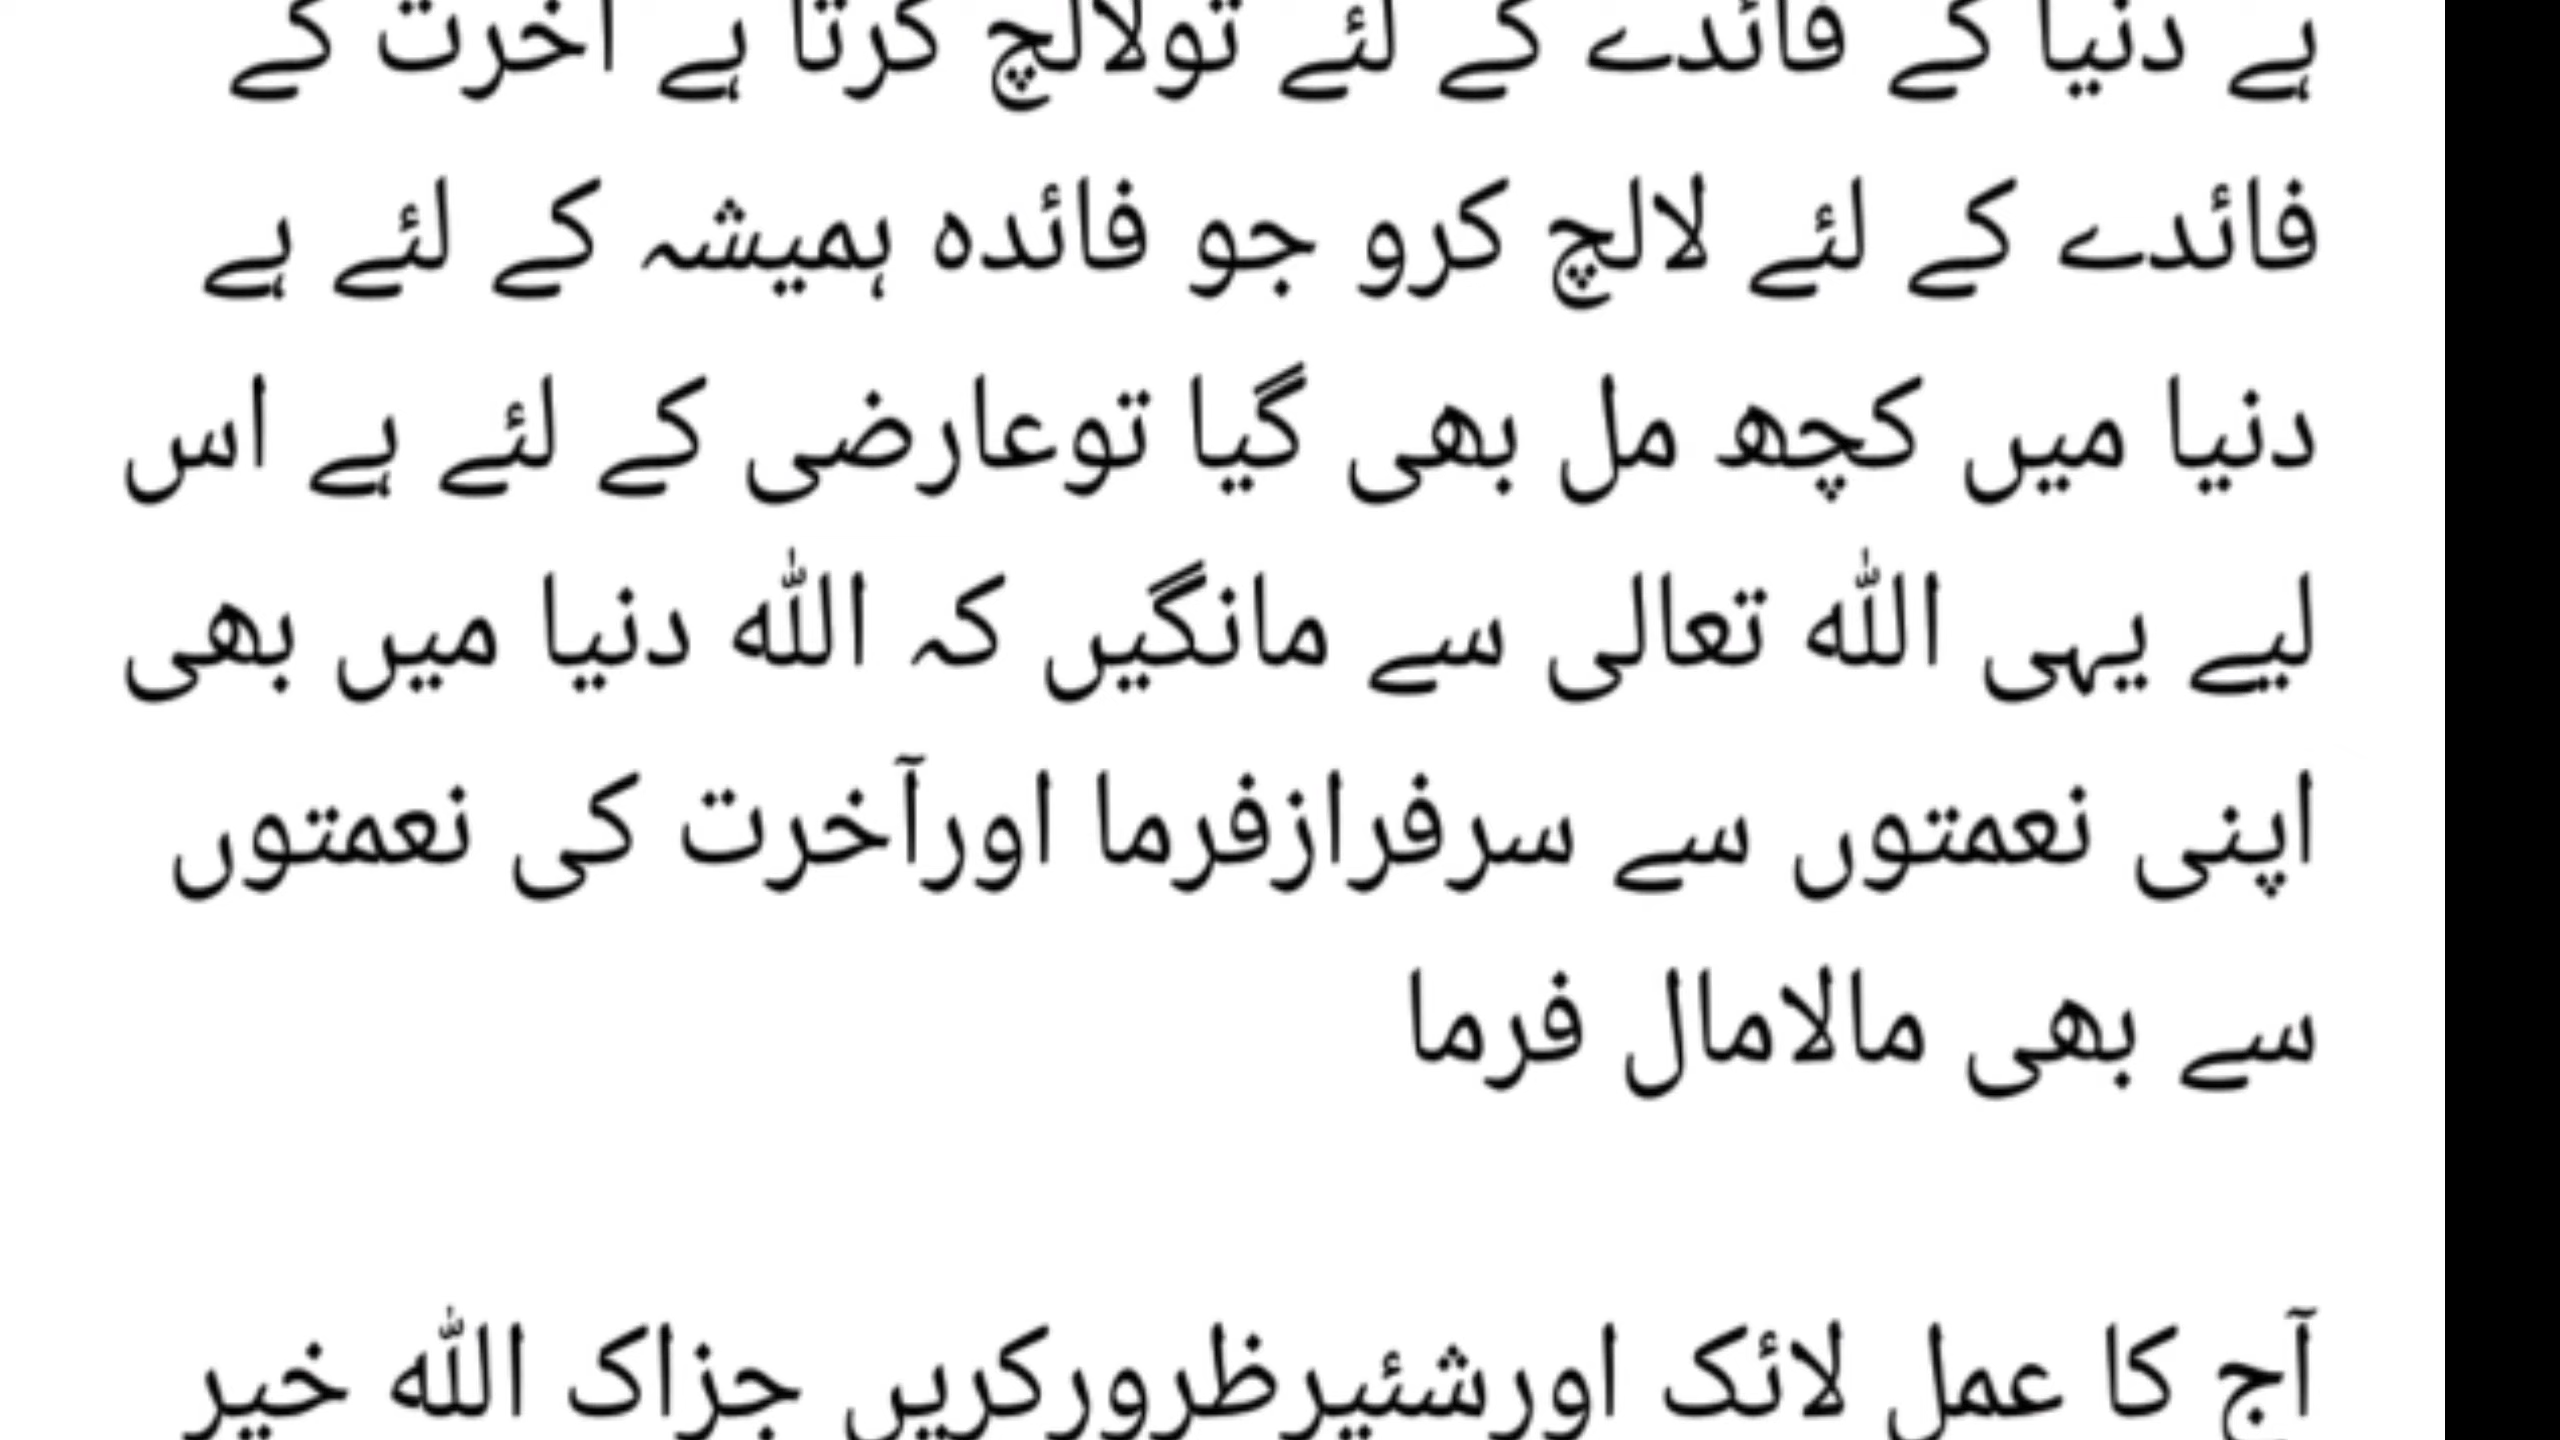 ہے دنیا کے فائدے کے لئے تولالچ کرتا ہے آخرت کے
فائدے کے لئے لالچ کرو جو فائدہ ہمیشہ کے لئے ہے
دنیا میں کچھ مل بھی گیا توعارضی کے لئے ہے اس
لیے یہی اللہ تعالی سے مانگیں کہ اللہ دنیا میں بھی
اپنی نعمتوں سے سرفرازفرما اورآخرت کی نعمتوں
سے بھی مالامال فرما
آج کا عمل لائک اورشئیرظرورکریں جزاک اللہ خیر